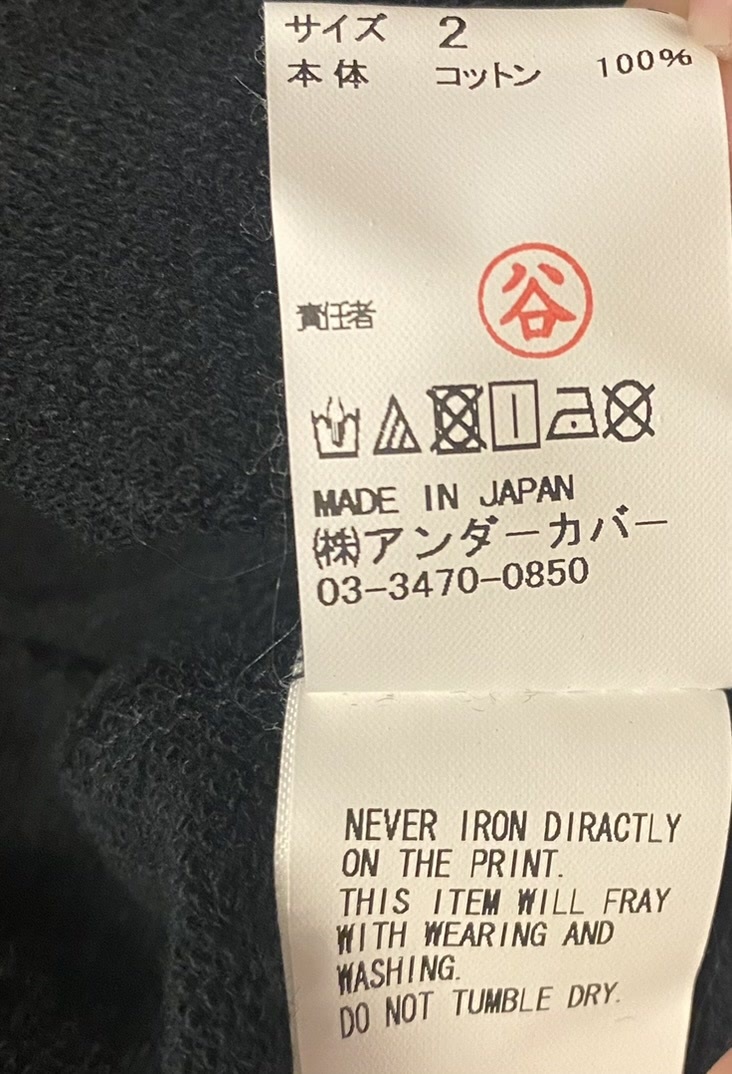 サイズ 2
本体 コットン 100%
責任者 谷
MADE IN JAPAN
㈱アンダーカバー
03-3470-0850
NEVER IRON DIRACTLY
ON THE PRINT.
THIS ITEM WILL FRAY
WITH WEARING AND
WASHING.
DO NOT TUMBLE DRY.